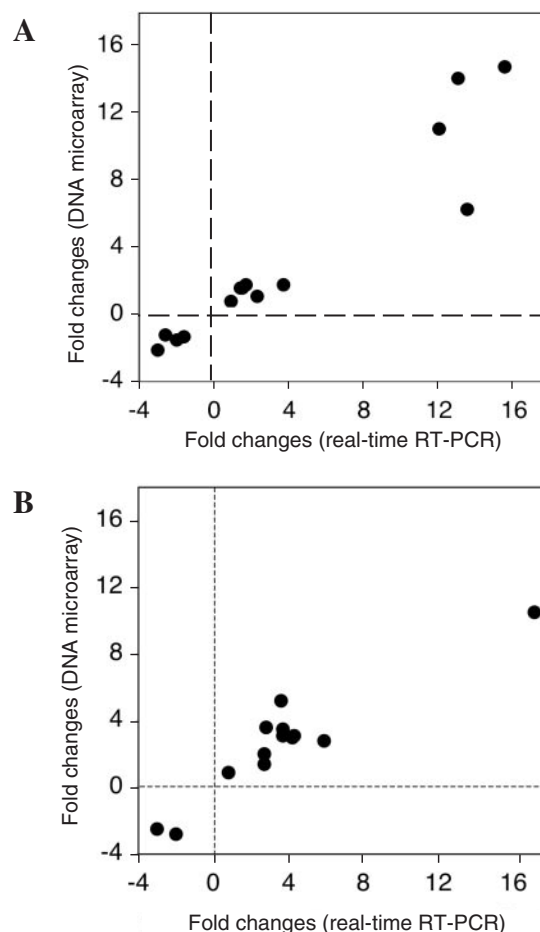 A
Fold changes (DNA microarray)
16
12
8
4
0
-4
-4 0 4 8 12 16
Fold changes (real-time RT-PCR)
B
Fold changes (DNA microarray)
16
12
8
4
0
-4
-4 0 4 8 12 16
Fold changes (real-time RT-PCR)